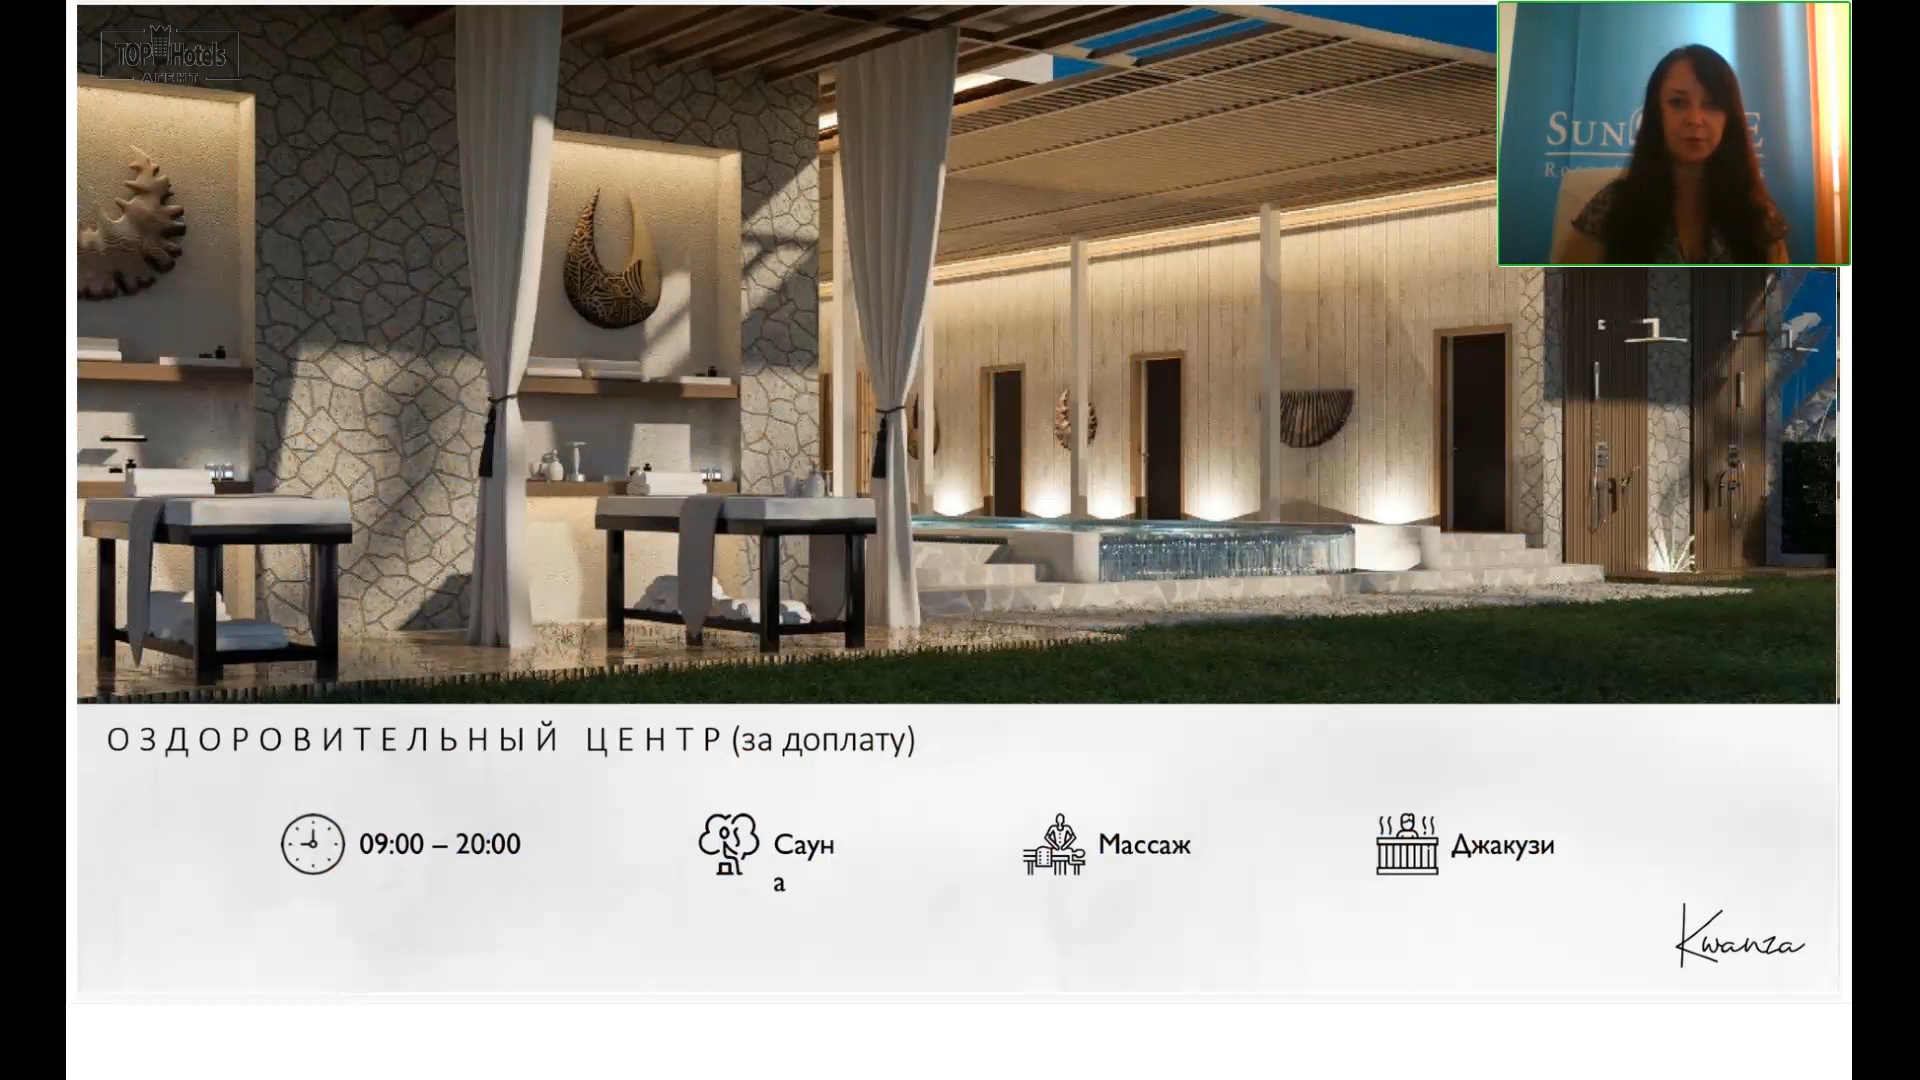 TOP Hotels
АГЕНТ
SUN
ОЗДОРОВИТЕЛЬНЫЙ ЦЕНТР (за доплату)
09:00 – 20:00
Саун
а
Массаж
Джакузи
Kwanza